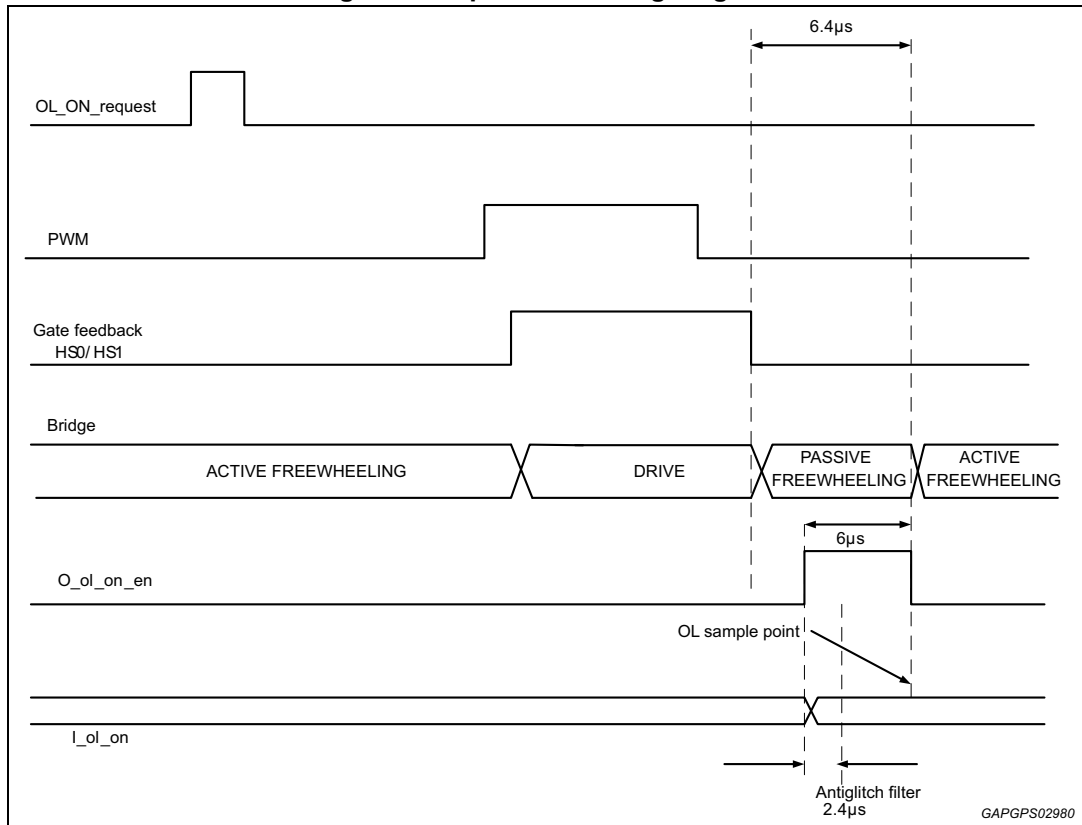 6.4µs
OL_ON_request
PWM
Gate feedback
HS0/ HS1
Bridge
ACTIVE FREEWHEELING
DRIVE
PASSIVE
FREEWHEELING
ACTIVE
FREEWHEELING
6µs
O_ol_on_en
OL sample point
I_ol_on
Antiglitch filter
2.4µs
GAPGPS02980